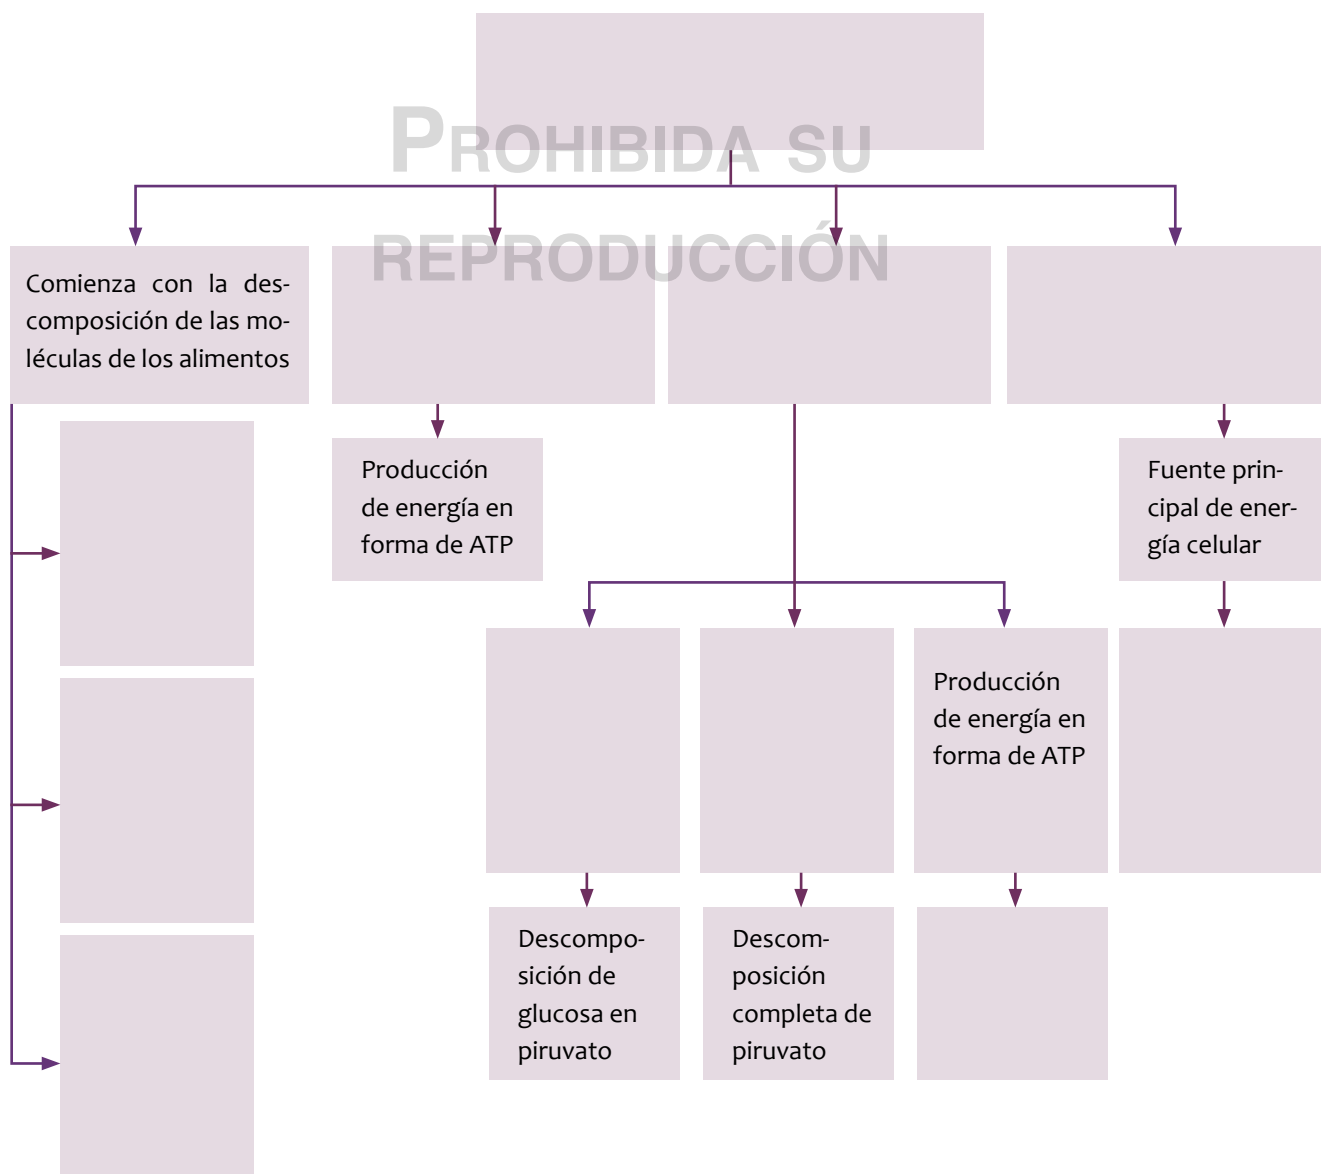 PROHIBIDA SU
REPRODUCCIÓN
Comienza con la des-
composición de las mo-
léculas de los alimentos
Producción
de energía en
forma de ATP
Fuente prin-
cipal de ener-
gía celular
Producción
de energía en
forma de ATP
Descompo-
sición de
glucosa en
piruvato
Descom-
posición
completa de
piruvato